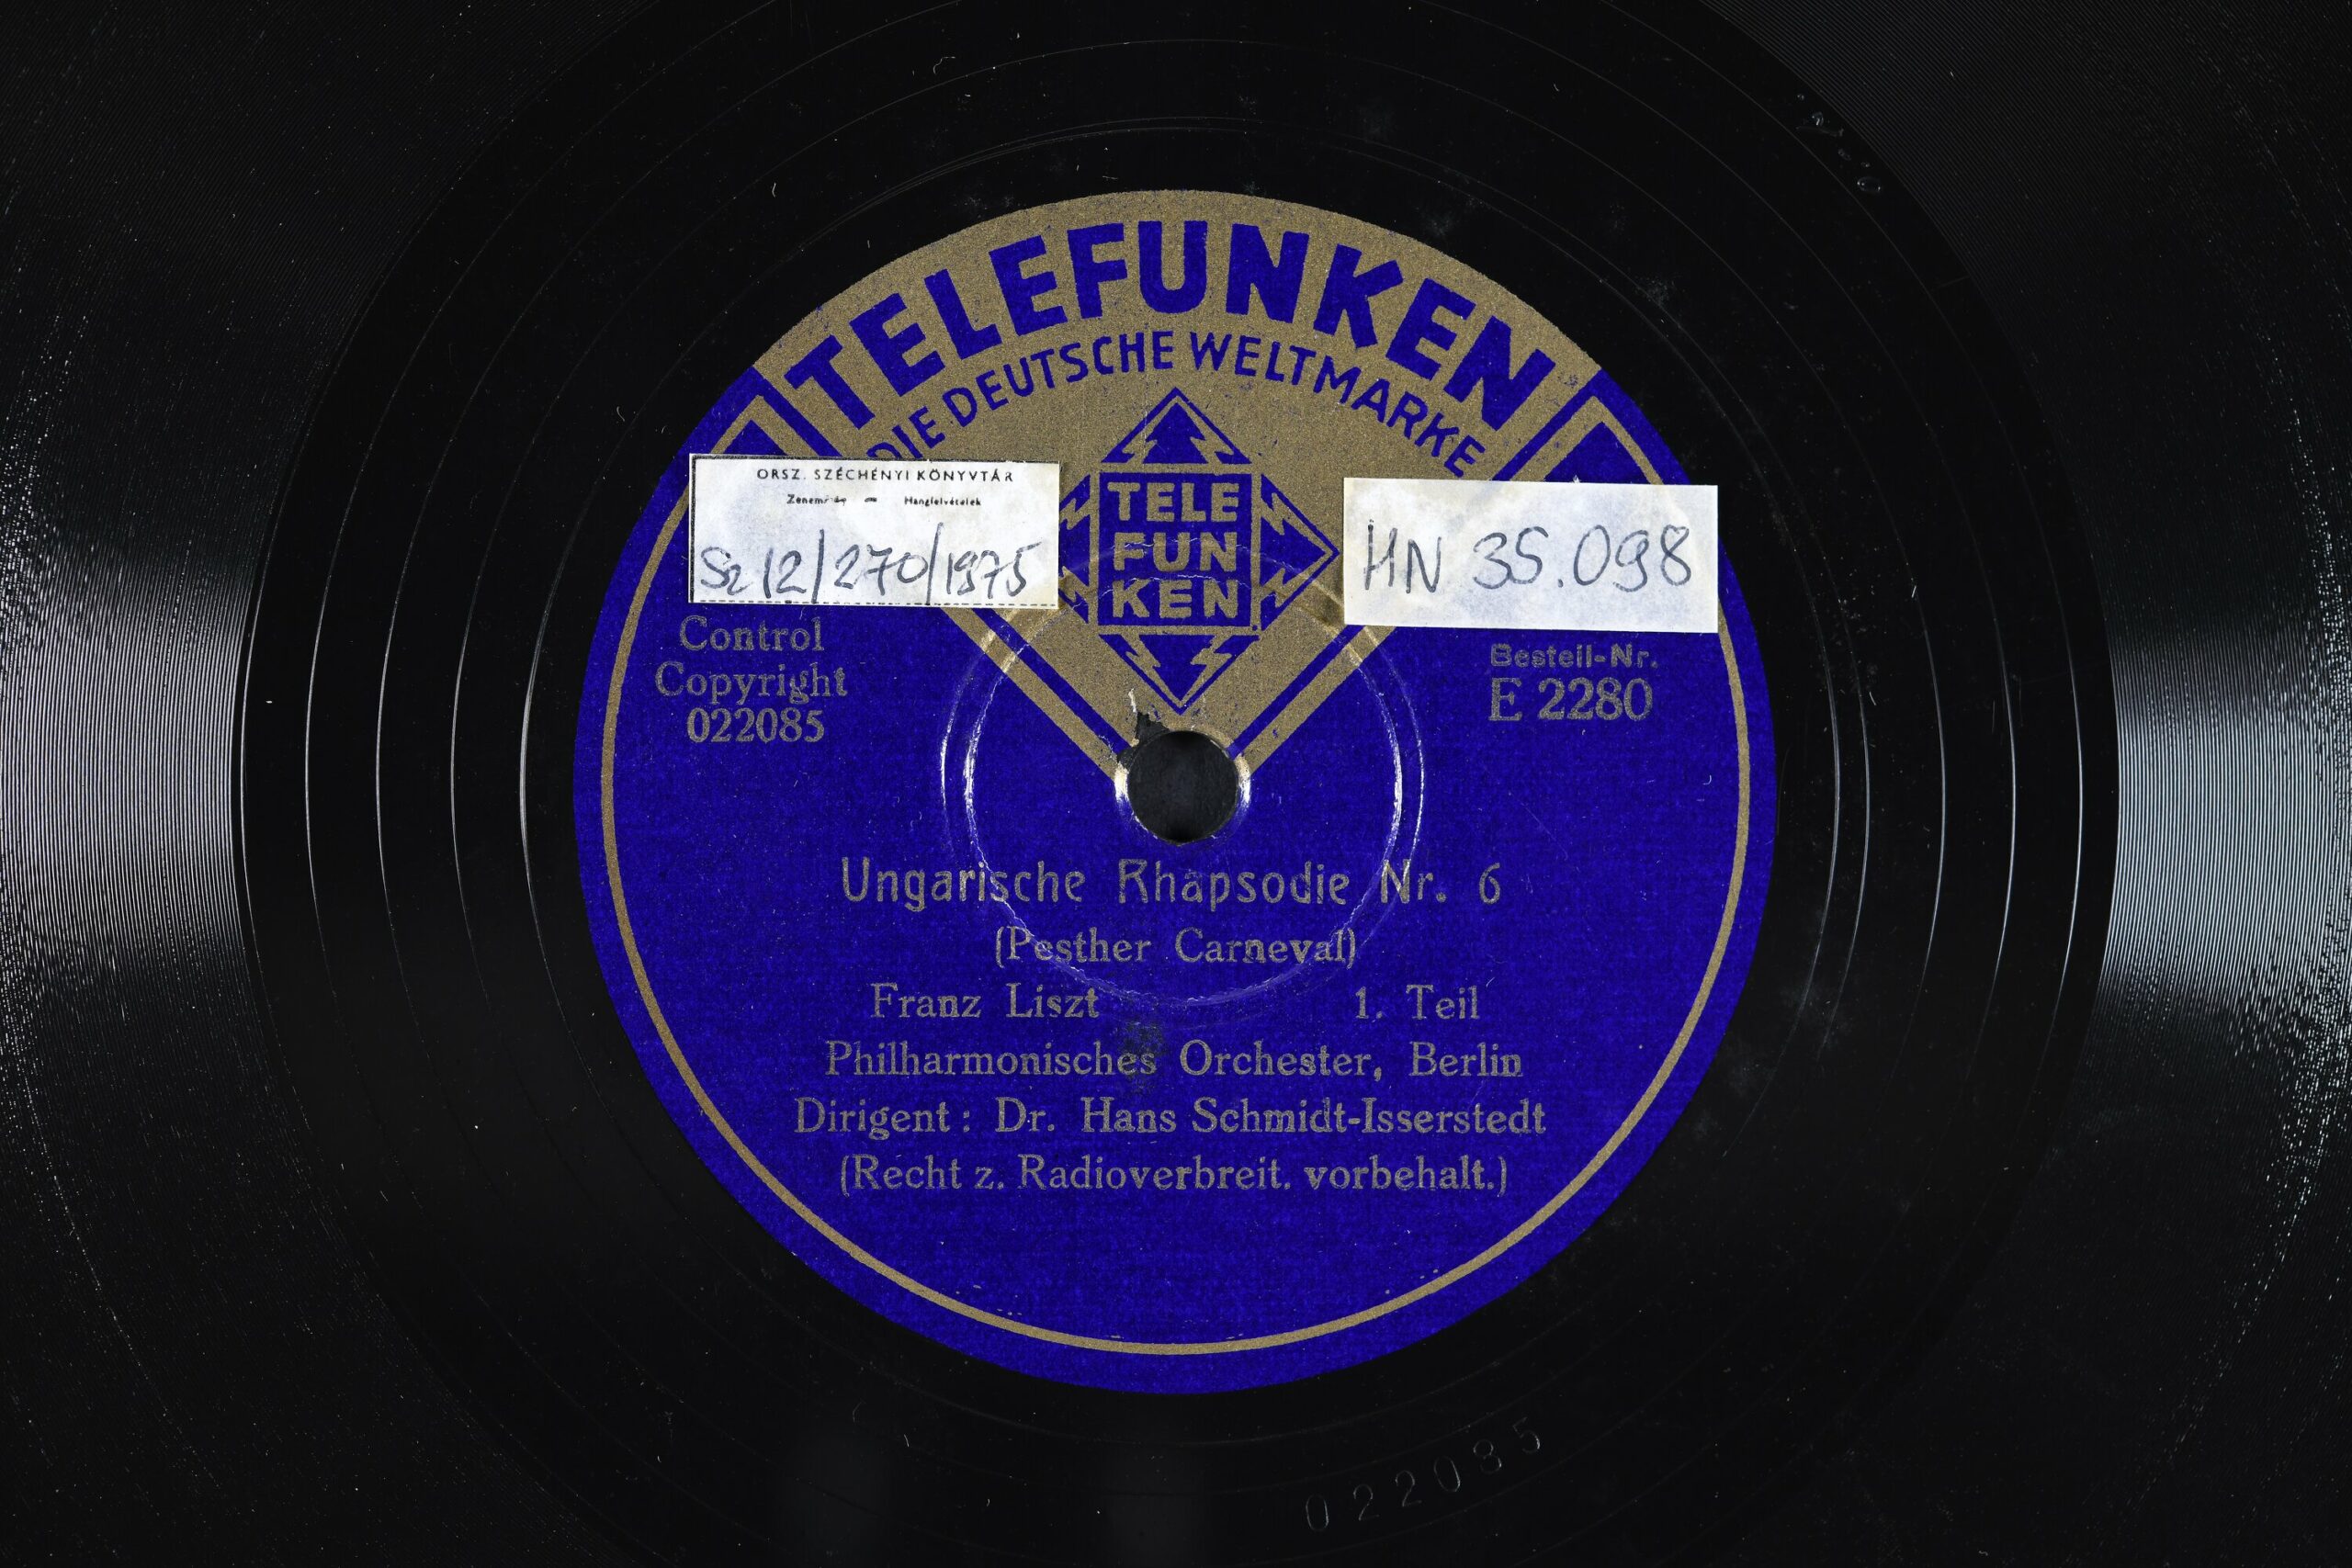 TELEFUNKEN
DIE DEUTSCHE WELTMARKE
ORSZ. SZÉCHÉNYI KÖNYVTÁR
Hangfelvételek
Sz 12/270/1975
TELE
FUN
KEN
HN 35.098
Control
Copyright
022085
Bestell-Nr.
E 2280
Ungarische Rhapsodie Nr. 6
(Pesther Carneval)
Franz Liszt 1. Teil
Philharmonisches Orchester, Berlin
Dirigent: Dr. Hans Schmidt-Isserstedt
(Recht z. Radioverbreit. vorbehalt.)
022085